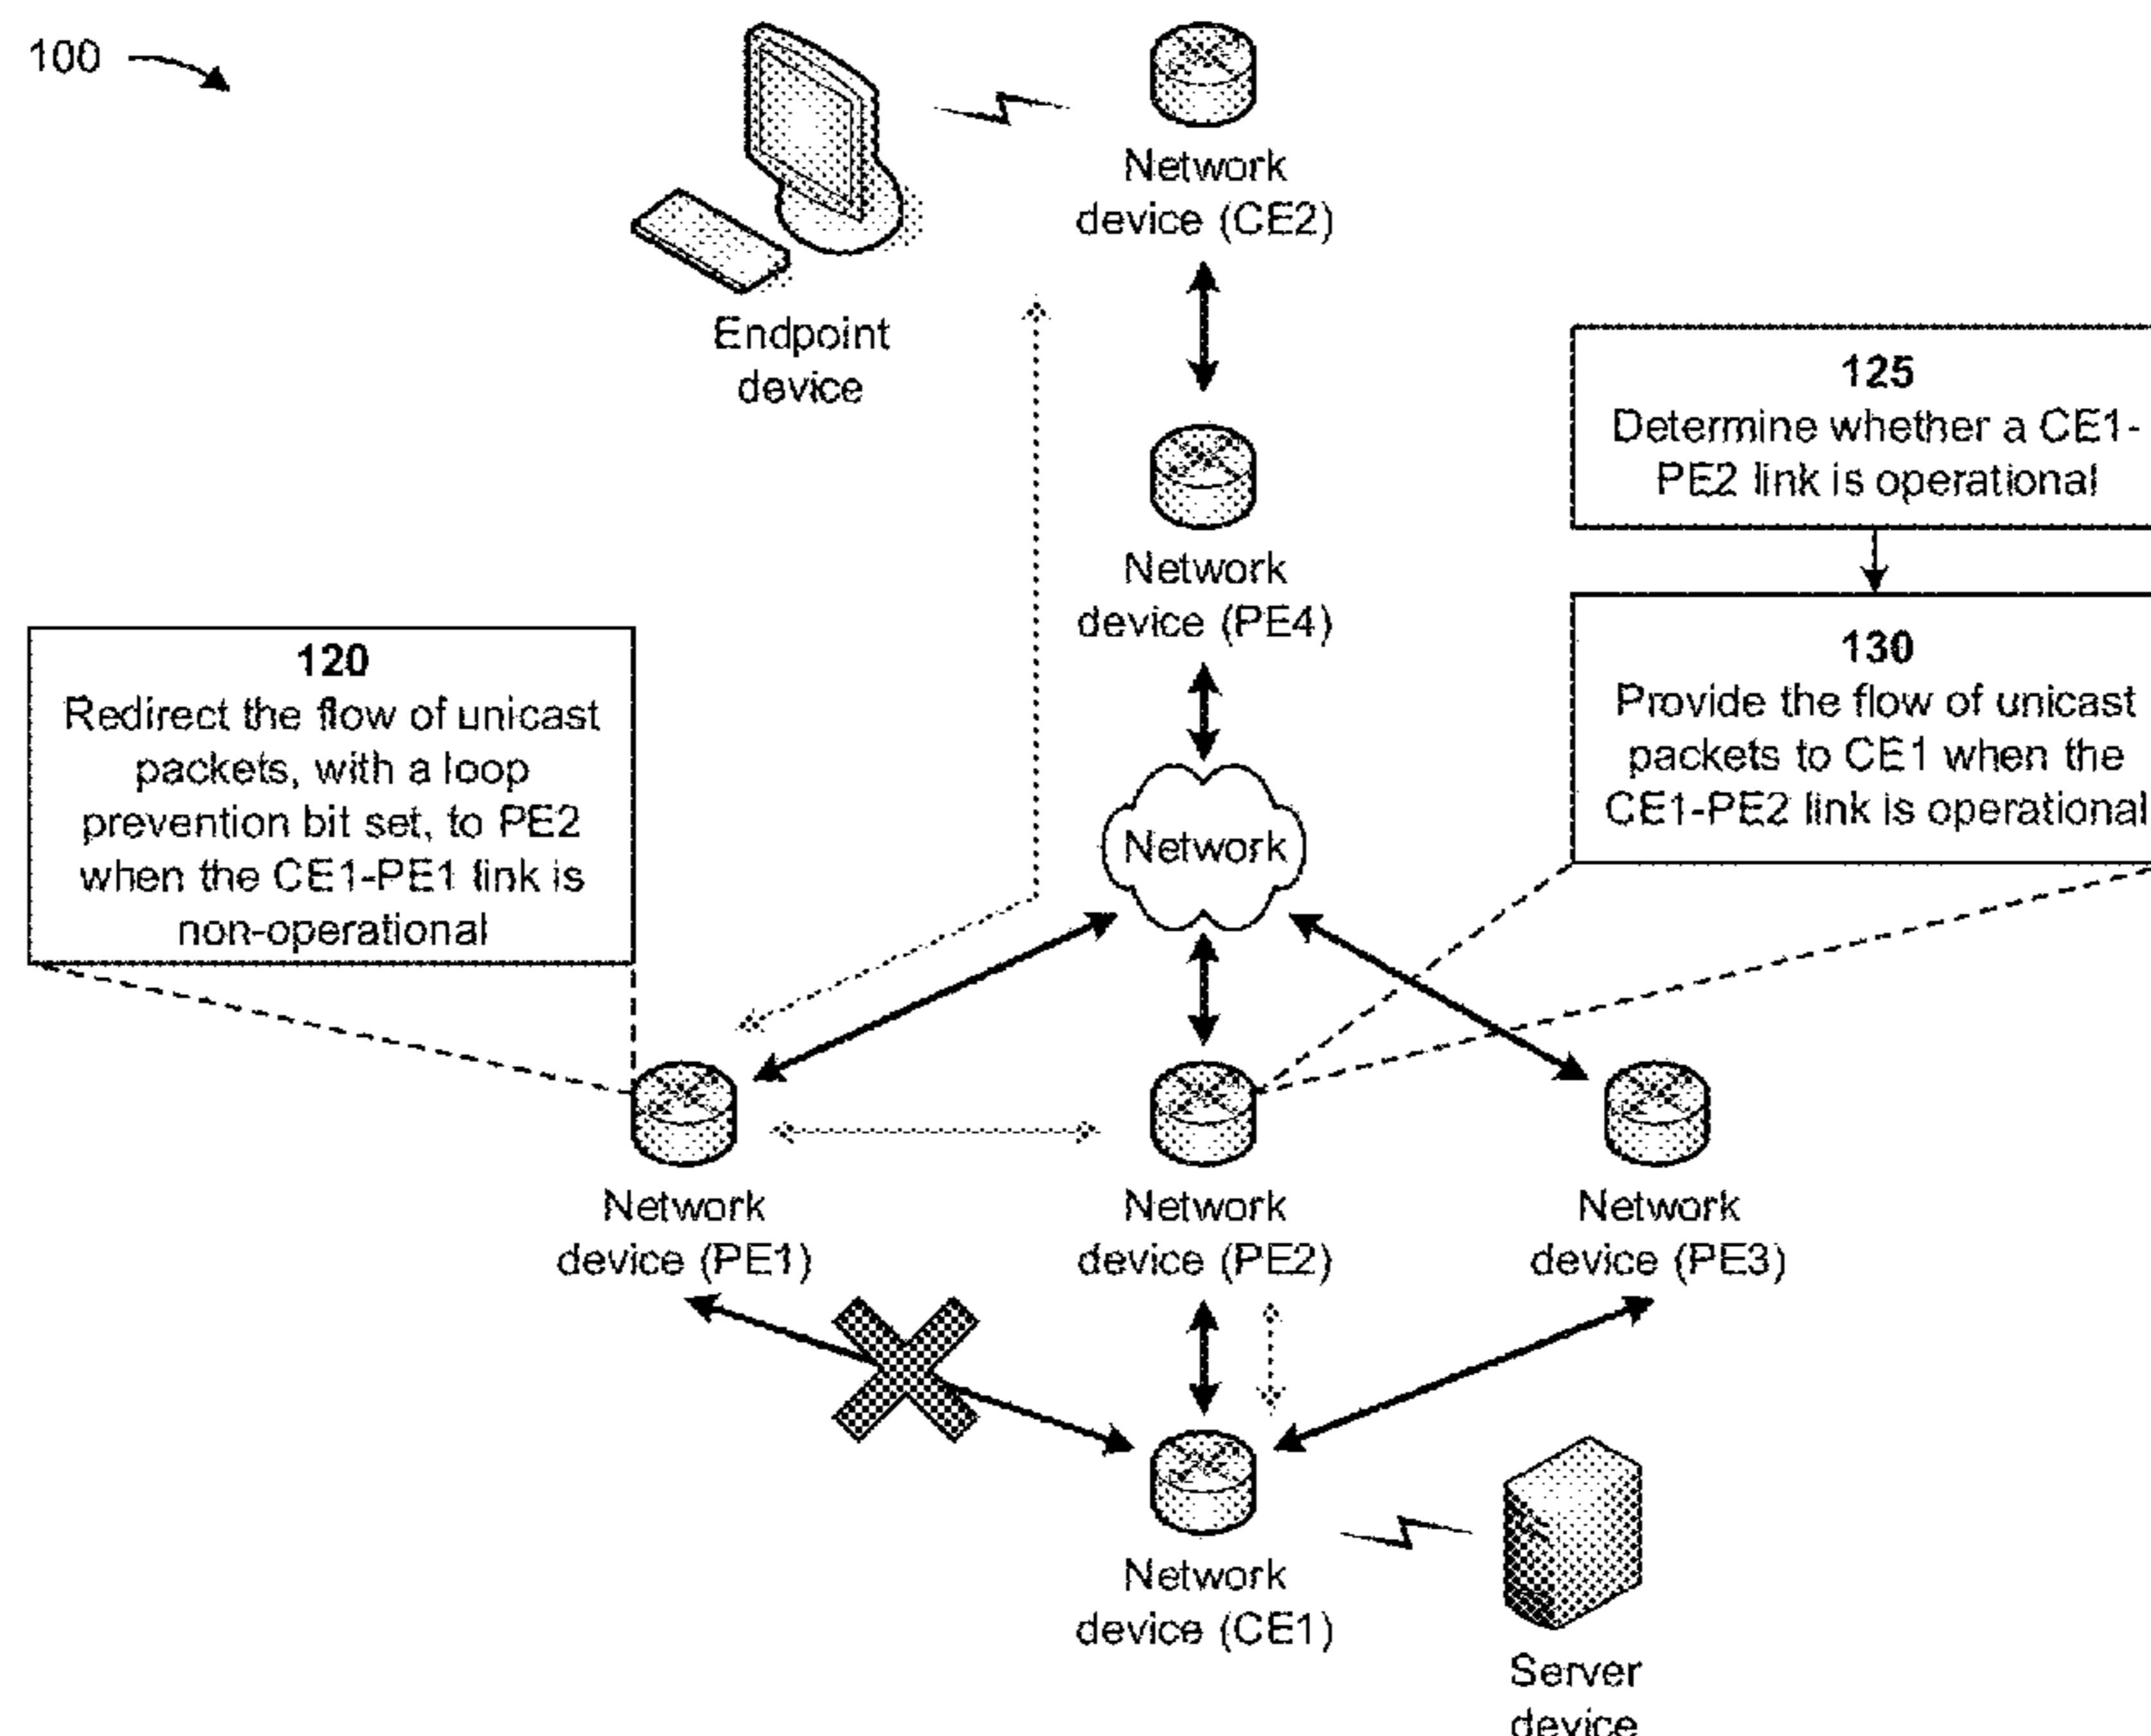 100
Network
device (CE2)
Endpoint
device
125
Determine whether a CE1-
PE2 link is operational
Network
device (PE4)
120
Redirect the flow of unicast
packets, with a loop
prevention bit set, to PE2
when the CE1-PE1 link is
non-operational
130
Provide the flow of unicast
packets to CE1 when the
CE1-PE2 link is operational
Network
Network
device (PE1)
Network
device (PE2)
Network
device (PE3)
Network
device (CE1)
Server
device